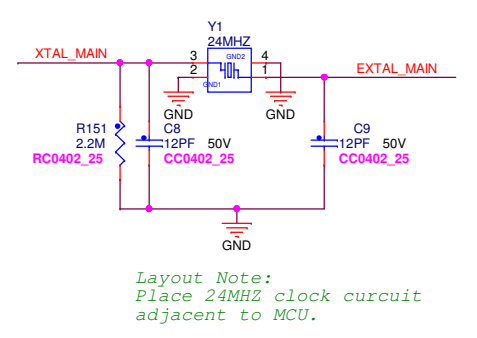 Y1
24MHZ
XTAL_MAIN
3
2
GND2
GND1
4
1
EXTAL_MAIN
GND
GND
R151
2.2M
RC0402_25
C8
12PF 50V
CC0402_25
C9
12PF 50V
CC0402_25
GND
Layout Note:
Place 24MHZ clock curcuit
adjacent to MCU.